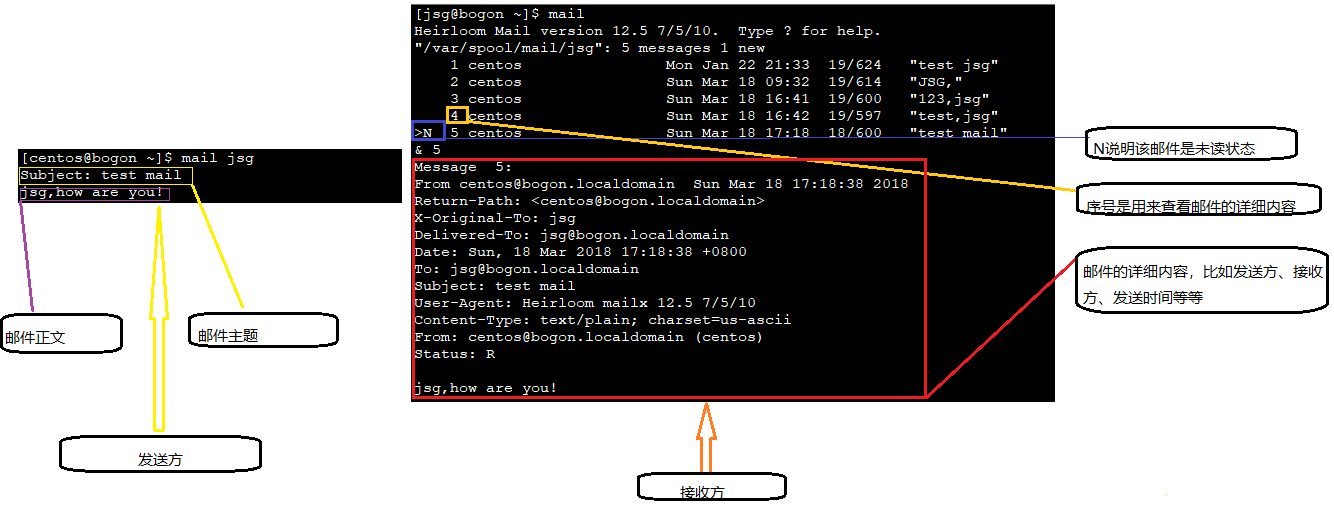 [centos@bogon ~]$ mail jsg
Subject: test mail
jsg,how are you!
邮件正文
邮件主题
发送方
[jsg@bogon ~]$ mail
Heirloom Mail version 12.5 7/5/10.  Type ? for help.
"/var/spool/mail/jsg": 5 messages 1 new
    1 centos                Mon Jan 22 21:33  19/624   "test jsg"
    2 centos                Sun Mar 18 09:32  19/614   "JSG,"
    3 centos                Sun Mar 18 16:41  19/600   "123,jsg"
    4 centos                Sun Mar 18 16:42  19/597   "test,jsg"
>N  5 centos                Sun Mar 18 17:18  18/600   "test mail"
& 5
Message  5:
From centos@bogon.localdomain  Sun Mar 18 17:18:38 2018
Return-Path: <centos@bogon.localdomain>
X-Original-To: jsg
Delivered-To: jsg@bogon.localdomain
Date: Sun, 18 Mar 2018 17:18:38 +0800
To: jsg@bogon.localdomain
Subject: test mail
User-Agent: Heirloom mailx 12.5 7/5/10
Content-Type: text/plain; charset=us-ascii
From: centos@bogon.localdomain (centos)
Status: R
jsg,how are you!
接收方
N说明该邮件是未读状态
序号是用来查看邮件的详细内容
邮件的详细内容，比如发送方、接收
方、发送时间等等